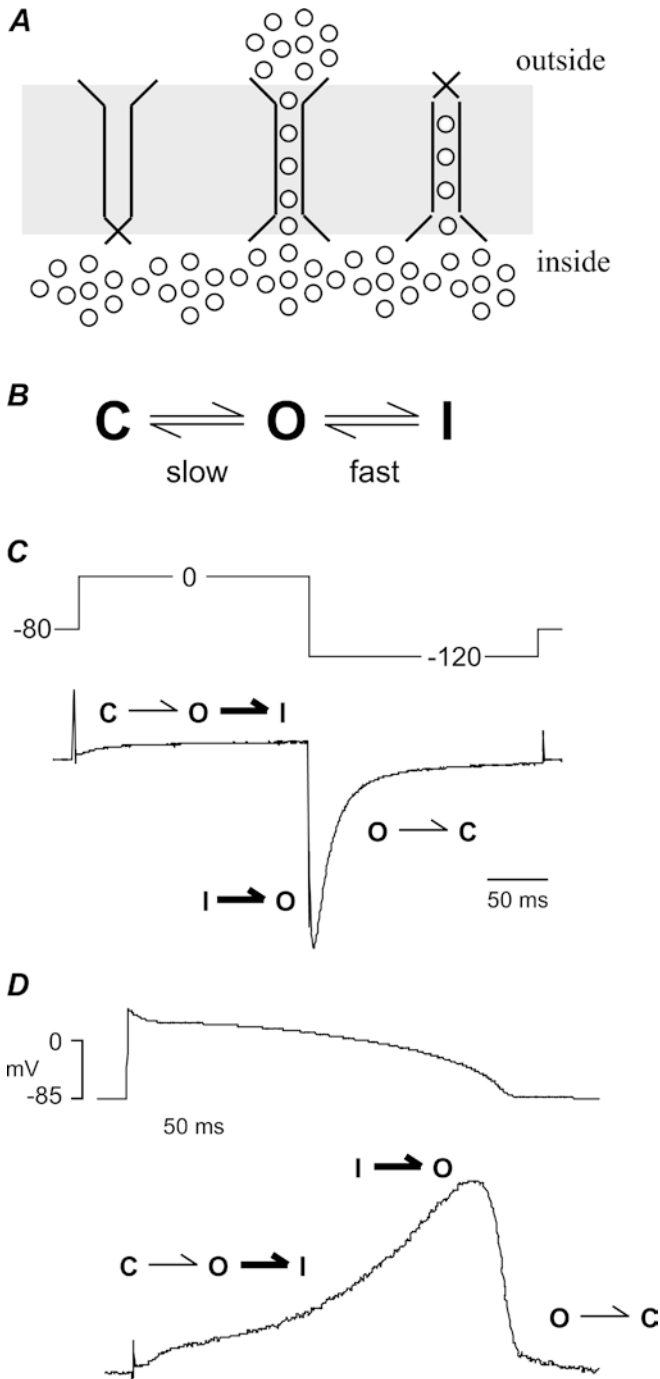 A
outside
inside
B
C O I
slow fast
C
0
-80
-120
C O I
O C
I O
50 ms
D
0
mV
-85
50 ms
I O
C O I
O C